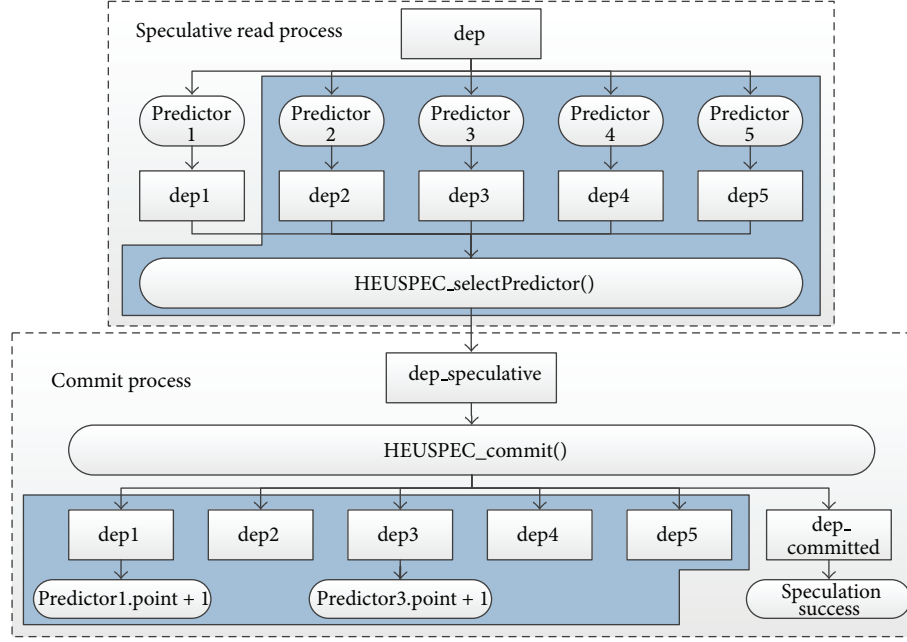 Speculative read process
dep
Predictor
1
Predictor
2
Predictor
3
Predictor
4
Predictor
5
dep1
dep2
dep3
dep4
dep5
HEUSPEC_selectPredictor()
dep_speculative
Commit process
HEUSPEC_commit()
dep1
dep2
dep3
dep4
dep5
dep_
committed
Predictor1.point + 1
Predictor3.point + 1
Speculation
success